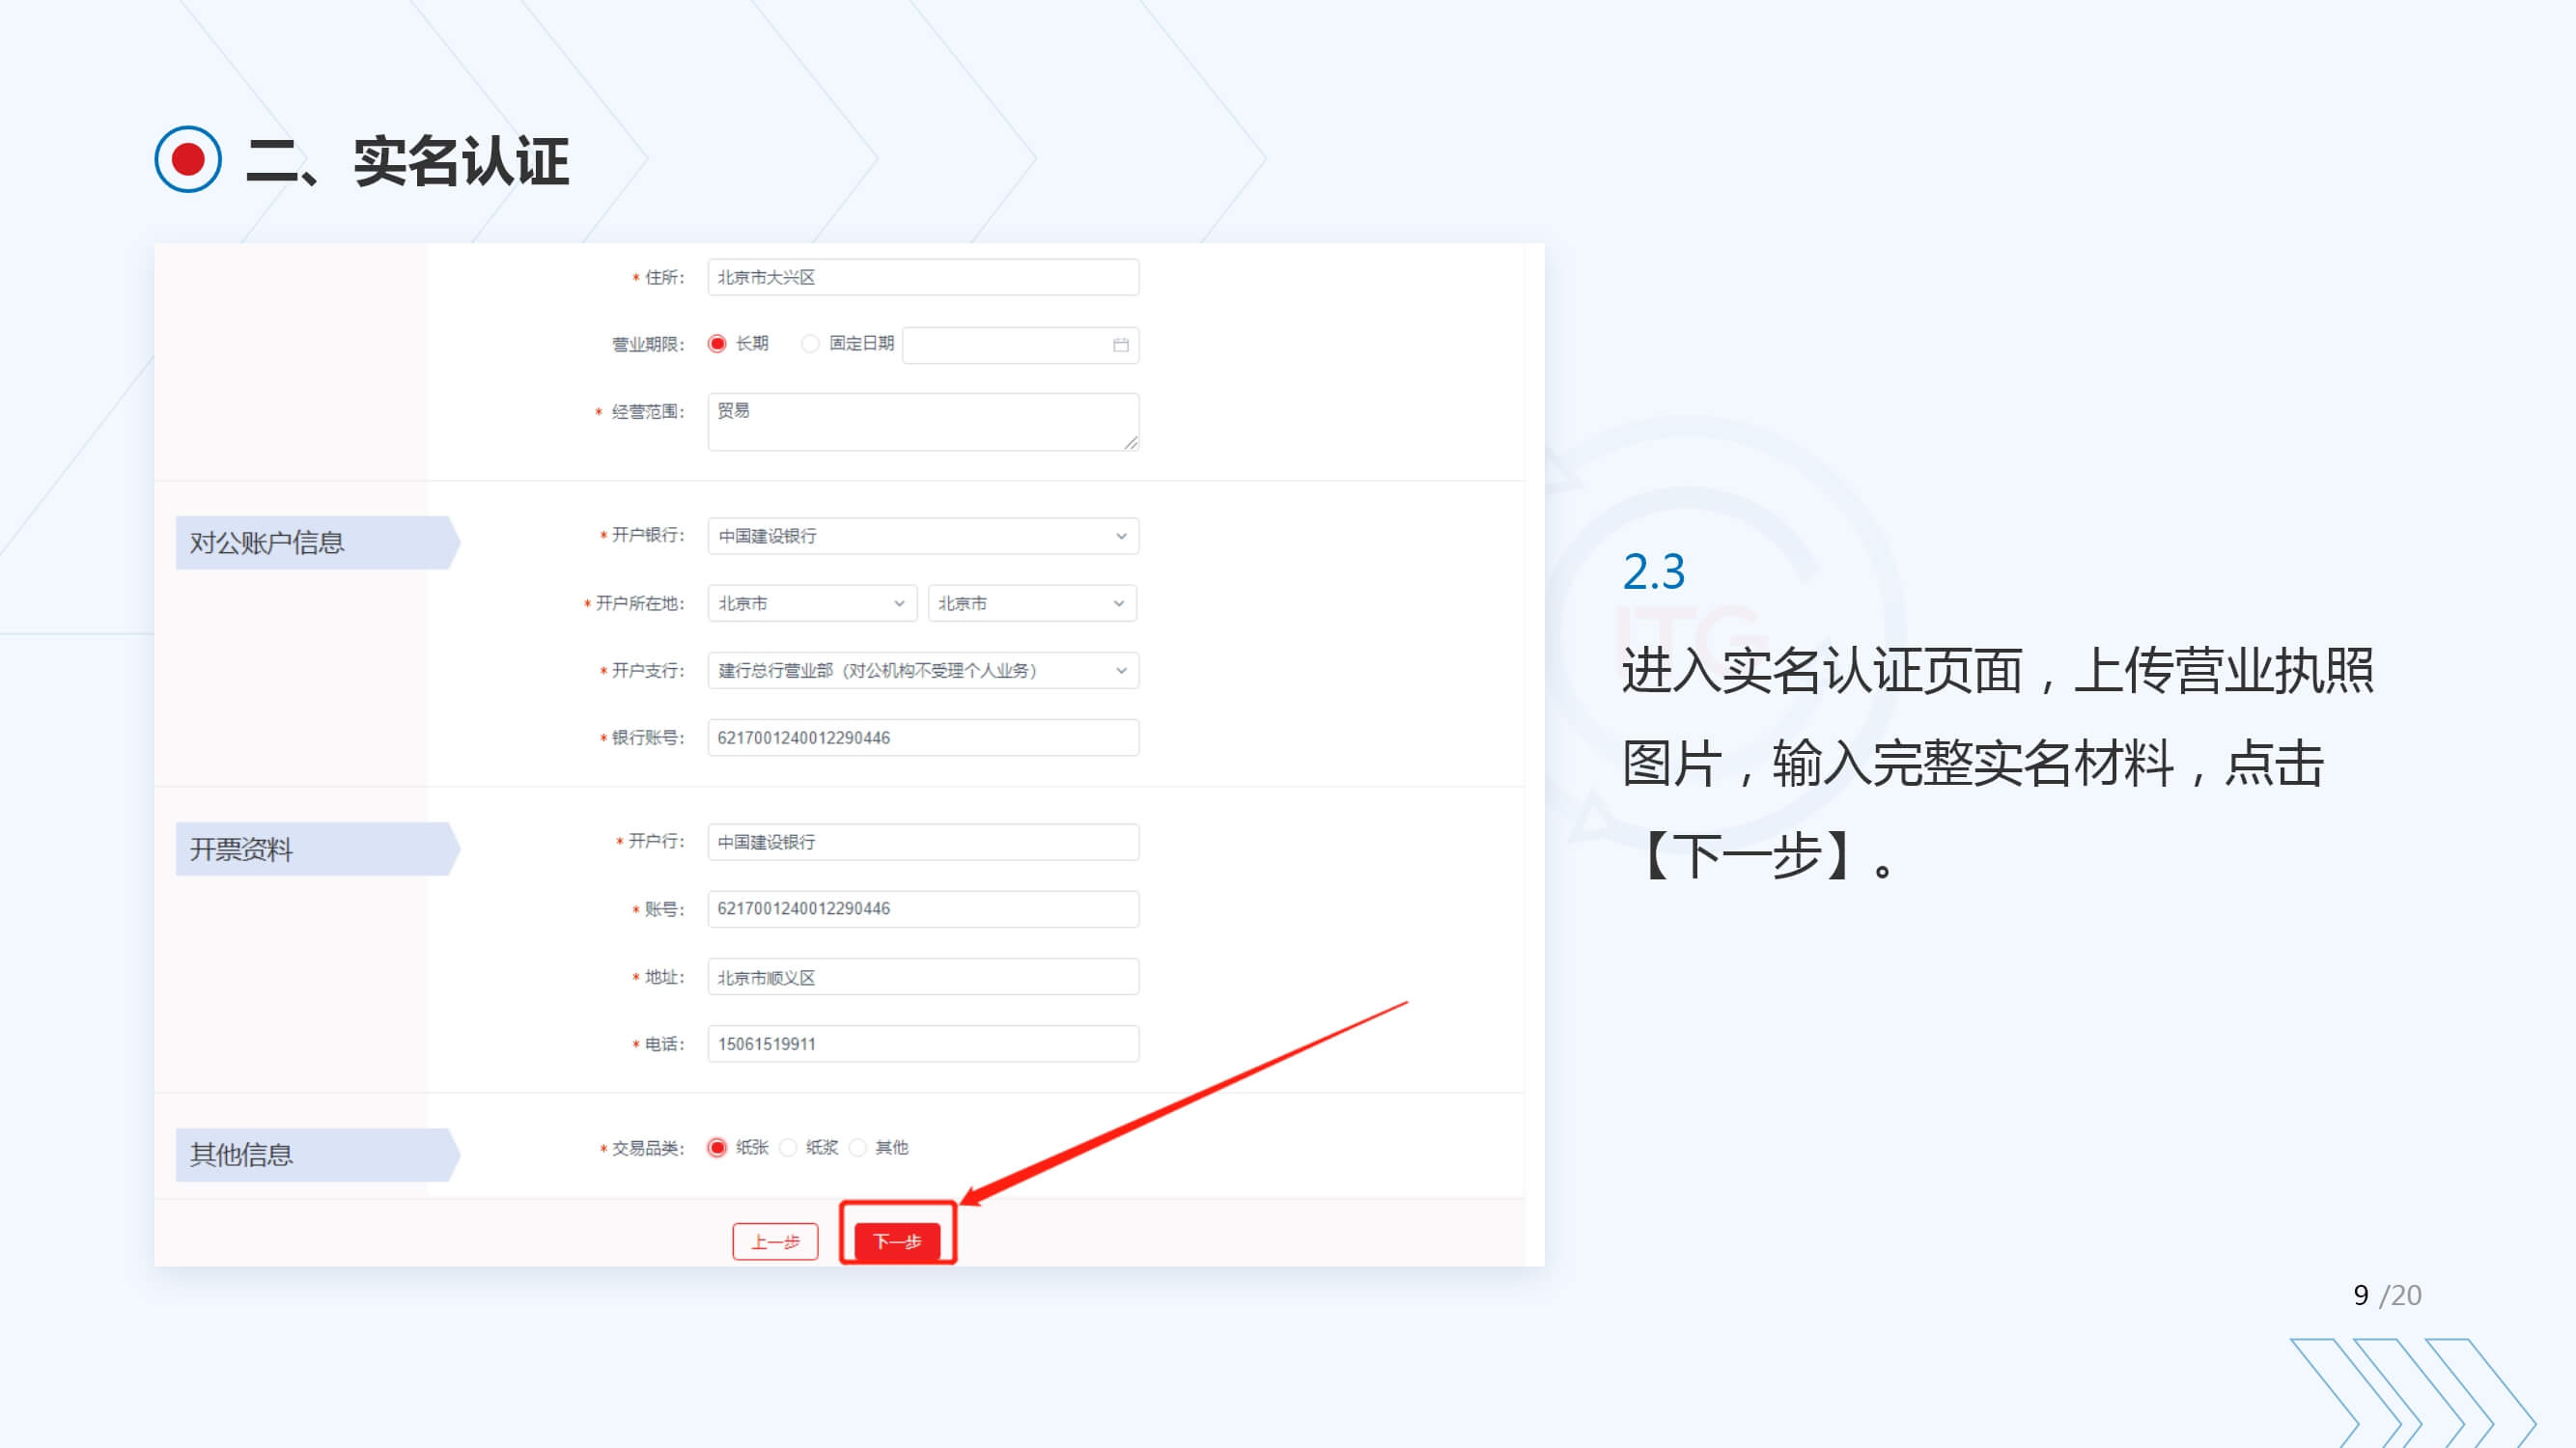 二、实名认证
* 住所： 北京市大兴区
营业期限： 长期 固定日期
* 经营范围： 贸易
对公账户信息
* 开户银行： 中国建设银行
* 开户所在地： 北京市 北京市
* 开户支行： 建行总行营业部（对公机构不受理个人业务）
* 银行账号： 6217001240012290446
开票资料
* 开户行： 中国建设银行
* 账号： 6217001240012290446
* 地址： 北京市顺义区
* 电话： 15061519911
其他信息
* 交易品类： 纸张 纸浆 其他
上一步 下一步
2.3
ITG
进入实名认证页面，上传营业执照
图片，输入完整实名材料，点击
【下一步】。
9 /20